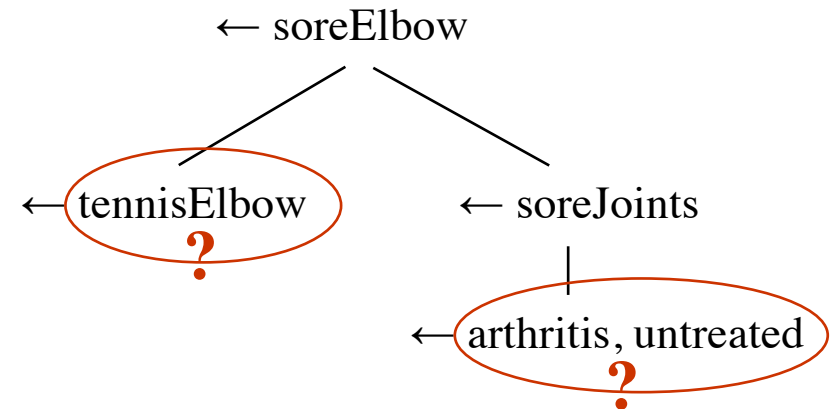 ← soreElbow
← tennisElbow
?
← soreJoints
← arthritis, untreated
?